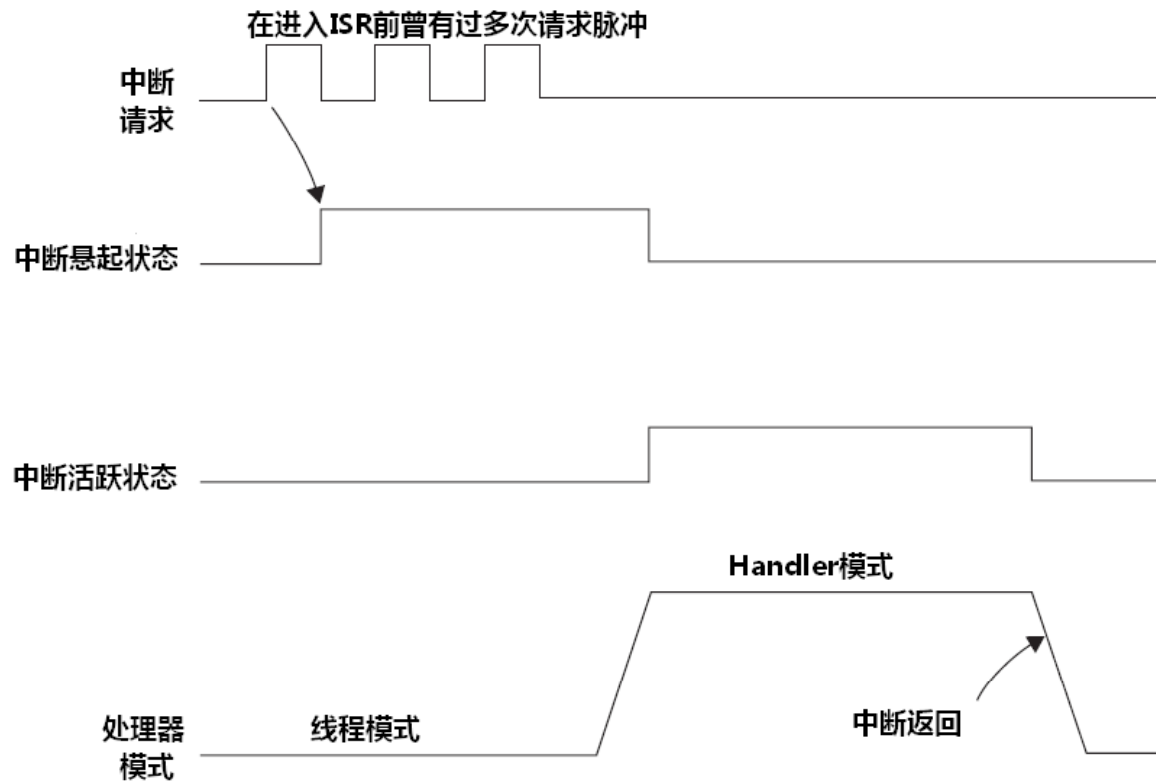 在进入ISR前曾有过多次请求脉冲
中断
请求
中断悬起状态
中断活跃状态
Handler模式
处理器
模式
线程模式
中断返回